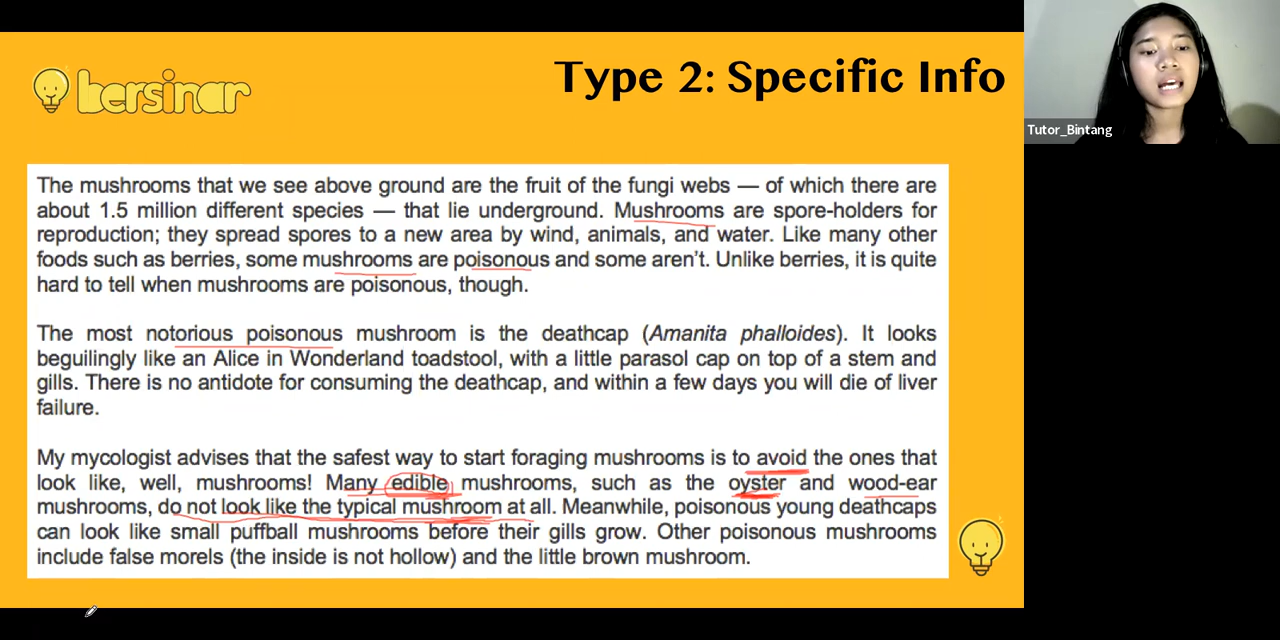 bersinar
Type 2: Specific Info
Tutor_Bintang
The mushrooms that we see above ground are the fruit of the fungi webs — of which there are
about 1.5 million different species — that lie underground. Mushrooms are spore-holders for
reproduction; they spread spores to a new area by wind, animals, and water. Like many other
foods such as berries, some mushrooms are poisonous and some aren't. Unlike berries, it is quite
hard to tell when mushrooms are poisonous, though.
The most notorious poisonous mushroom is the deathcap (Amanita phalloides). It looks
beguilingly like an Alice in Wonderland toadstool, with a little parasol cap on top of a stem and
gills. There is no antidote for consuming the deathcap, and within a few days you will die of liver
failure.
My mycologist advises that the safest way to start foraging mushrooms is to avoid the ones that
look like, well, mushrooms! Many edible mushrooms, such as the oyster and wood-ear
mushrooms, do not look like the typical mushroom at all. Meanwhile, poisonous young deathcaps
can look like small puffball mushrooms before their gills grow. Other poisonous mushrooms
include false morels (the inside is not hollow) and the little brown mushroom.